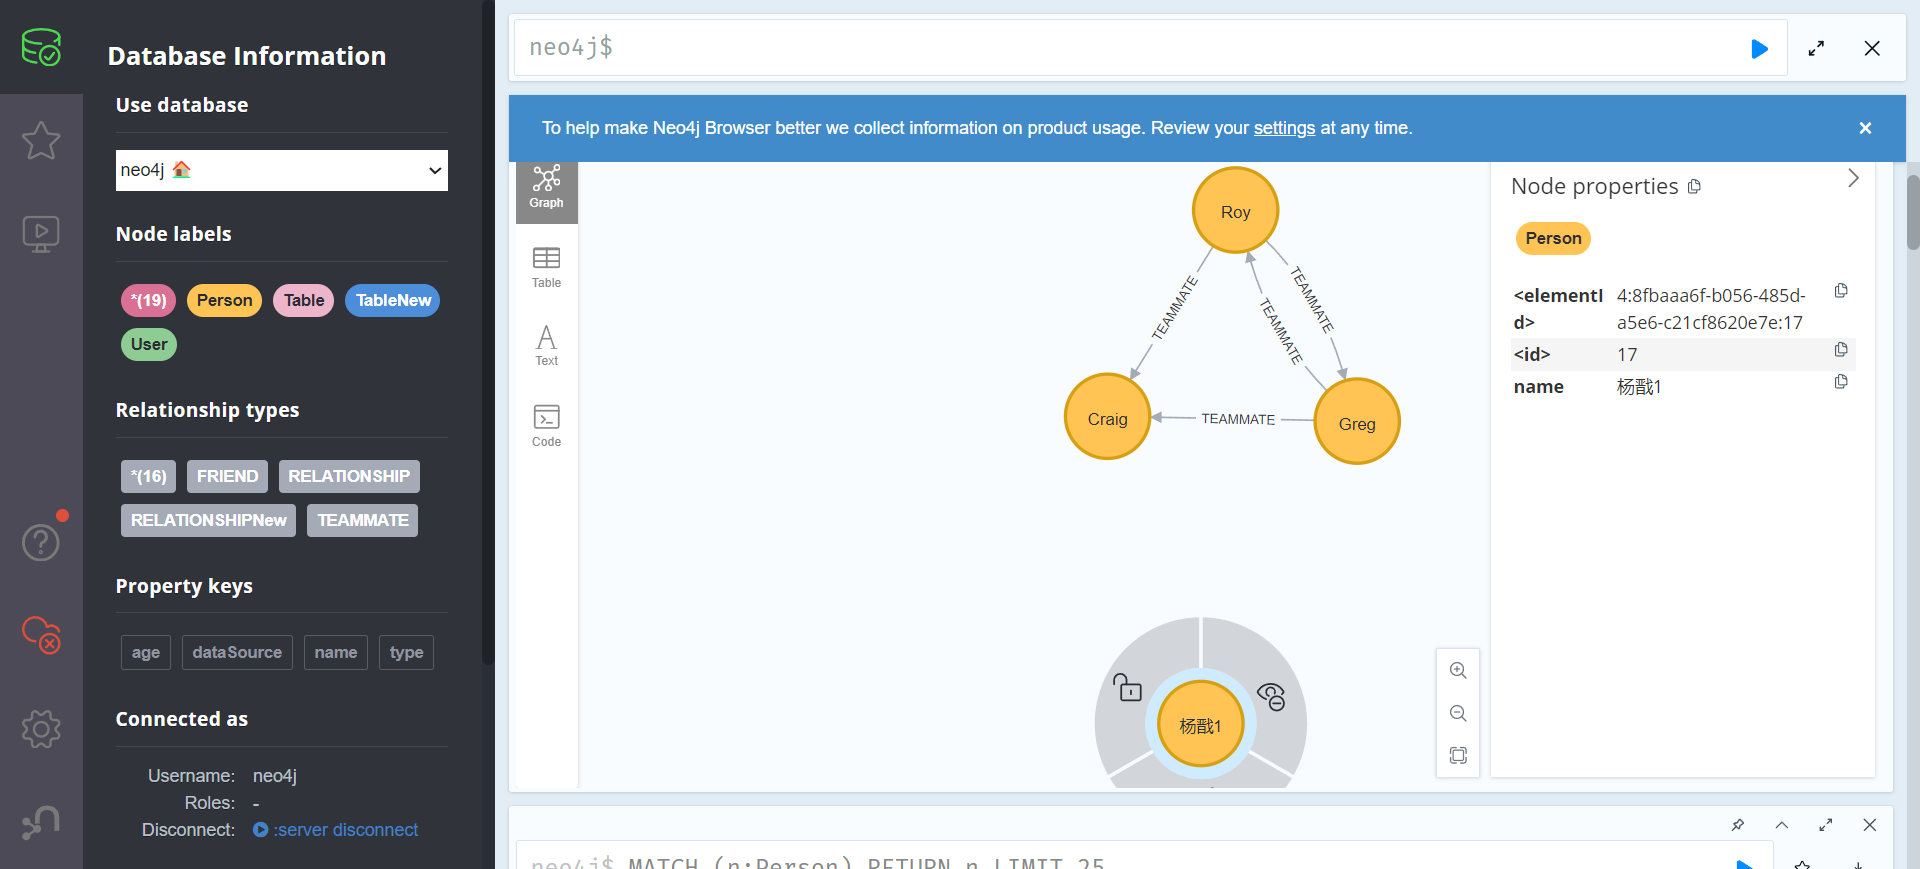 Database Information
Use database
neo4j
Node labels
*(19) Person Table TableNew
User
Relationship types
*(16) FRIEND RELATIONSHIP
RELATIONSHIPNew TEAMMATE
Property keys
age dataSource name type
Connected as
Username: neo4j
Roles: -
Disconnect: :server disconnect
neo4j$
To help make Neo4j Browser better we collect information on product usage. Review your settings at any time.
Graph
Table
Text
Code
Roy
TEAMMATE
TEAMMATE
TEAMMATE
Craig
TEAMMATE
Greg
杨戬1
Node properties
Person
<elementI
d>
4:8fbaaa6f-b056-485d-
a5e6-c21cf8620e7e:17
<id> 17
name 杨戬1
neo4j$ MATCH (n:Person) RETURN n LIMIT 25